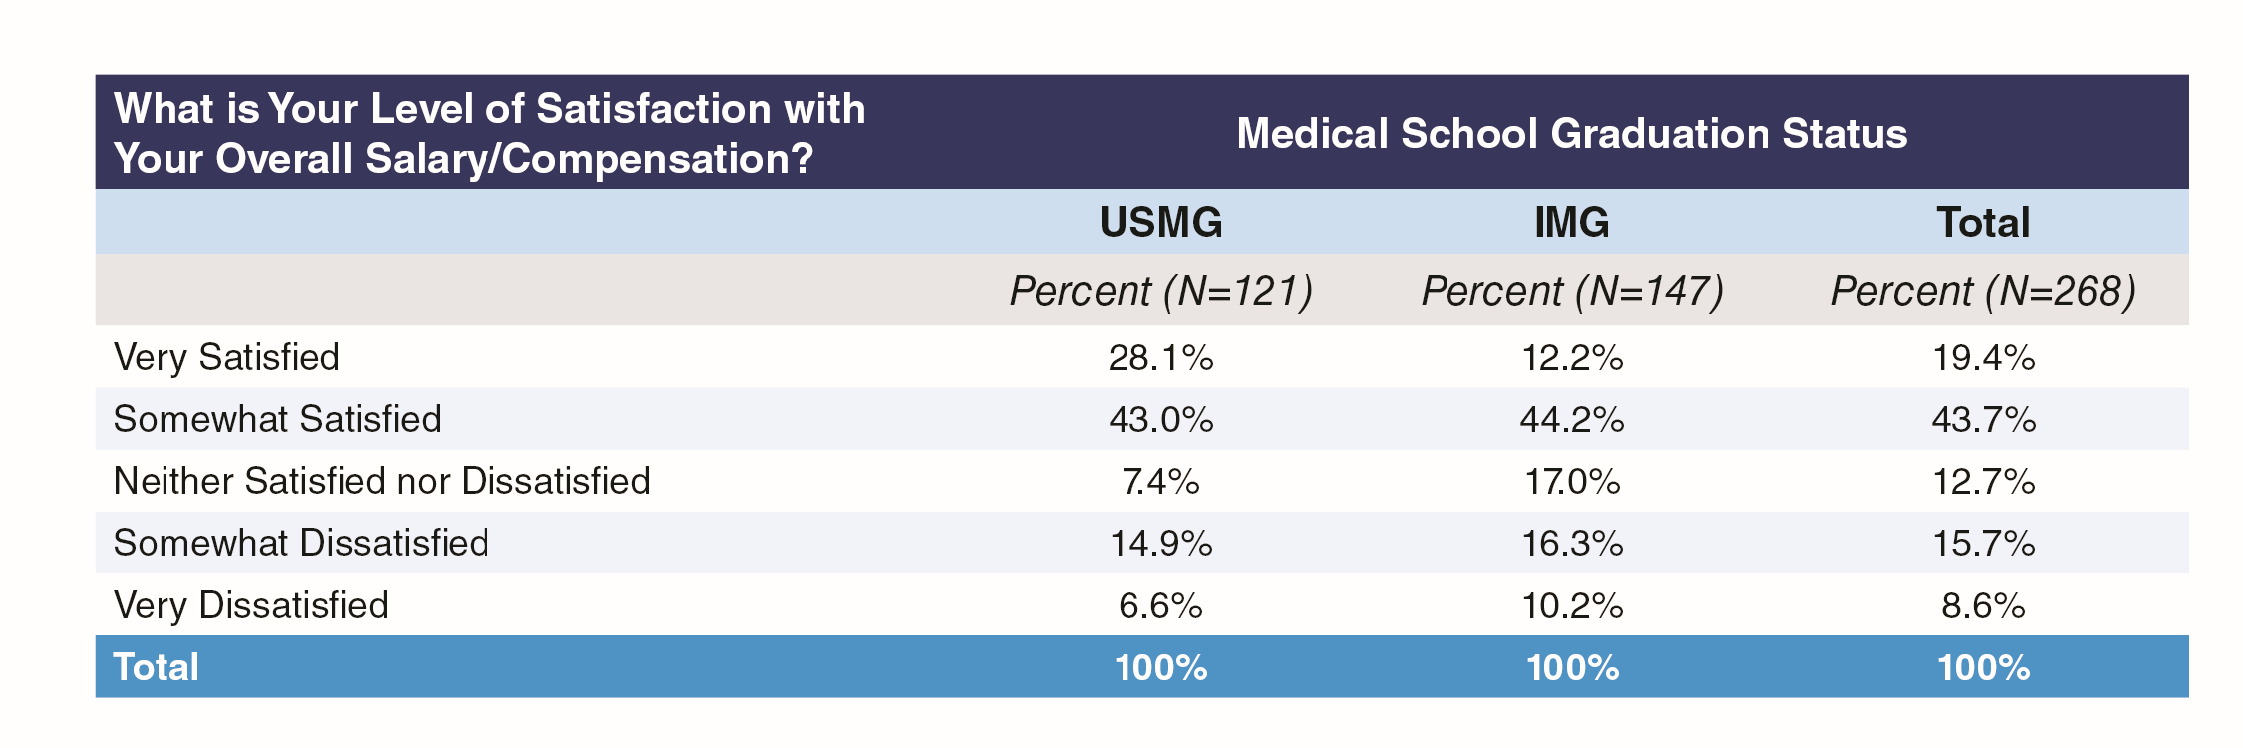 What is Your Level of Satisfaction with
Your Overall Salary/Compensation?
Medical School Graduation Status
USMG IMG Total
Percent (N=121) Percent (N=147) Percent (N=268)
Very Satisfied 28.1% 12.2% 19.4%
Somewhat Satisfied 43.0% 44.2% 43.7%
Neither Satisfied nor Dissatisfied 7.4% 17.0% 12.7%
Somewhat Dissatisfied 14.9% 16.3% 15.7%
Very Dissatisfied 6.6% 10.2% 8.6%
Total 100% 100% 100%